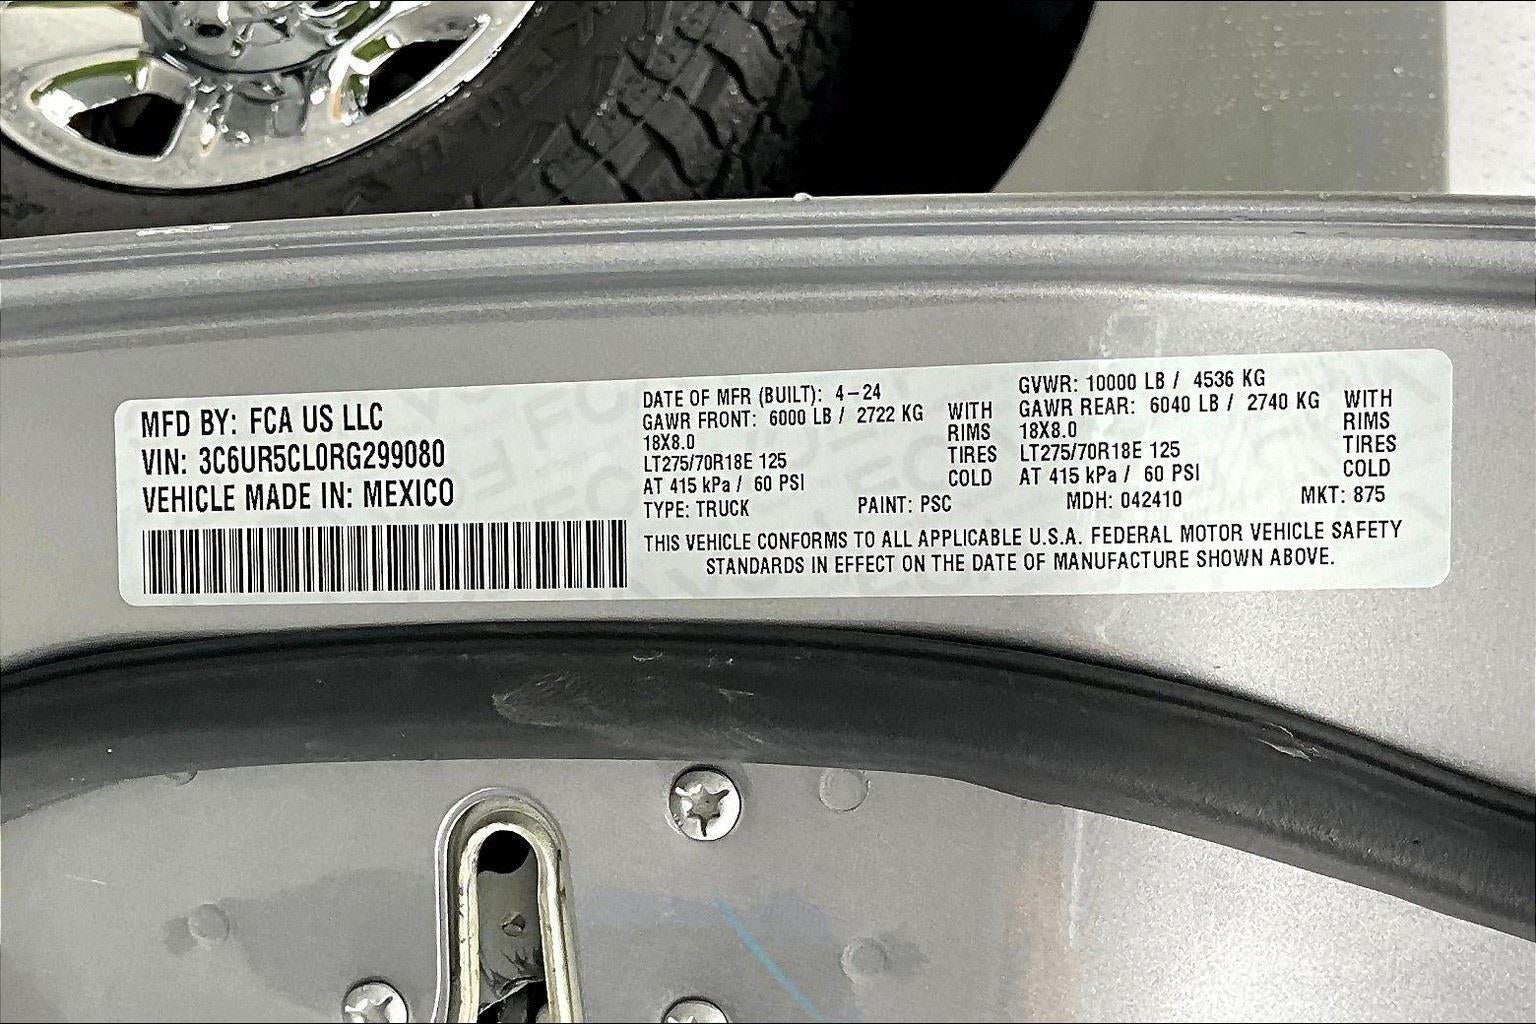 MFD BY: FCA US LLC
VIN: 3C6UR5CL0RG299080
VEHICLE MADE IN: MEXICO
DATE OF MFR (BUILT): 4-24
GAWR FRONT: 6000 LB / 2722 KG WITH
18X8.0 RIMS
LT275/70R18E 125 TIRES
AT 415 kPa / 60 PSI COLD
GVWR: 10000 LB / 4536 KG
GAWR REAR: 6040 LB / 2740 KG WITH
18X8.0 RIMS
LT275/70R18E 125 TIRES
AT 415 kPa / 60 PSI COLD
TYPE: TRUCK PAINT: PSC MDH: 042410 MKT: 875
THIS VEHICLE CONFORMS TO ALL APPLICABLE U.S.A. FEDERAL MOTOR VEHICLE SAFETY
STANDARDS IN EFFECT ON THE DATE OF MANUFACTURE SHOWN ABOVE.